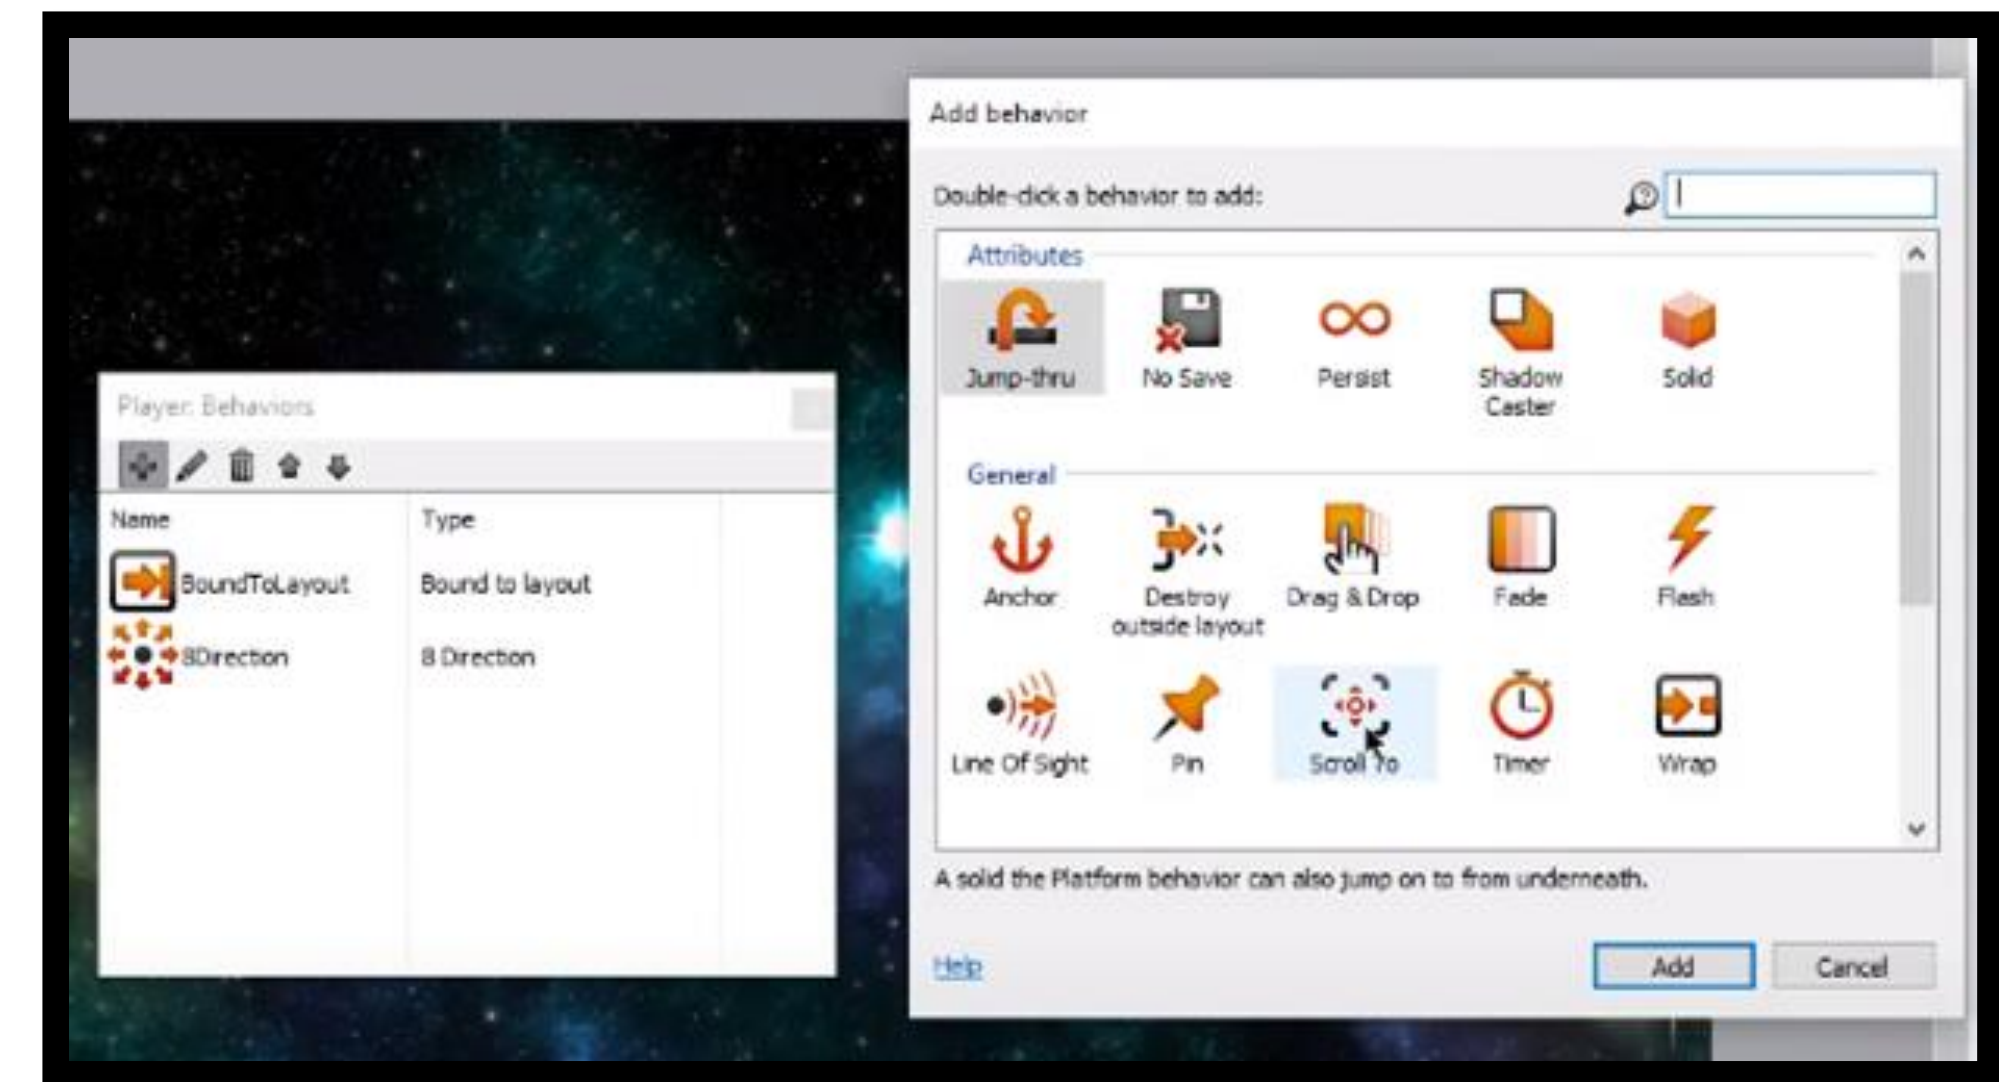 Add behavior
Double-click a behavior to add:
Attributes
Jump-thru
No Save
Persist
Shadow
Caster
Solid
General
Anchor
Destroy
outside layout
Drag & Drop
Fade
Flash
Line Of Sight
Pin
Scroll To
Timer
Wrap
A solid the Platform behavior can also jump on to from underneath.
Help
Add
Cancel
Player: Behaviors
Name
Type
BoundToLayout
Bound to layout
8Direction
8 Direction